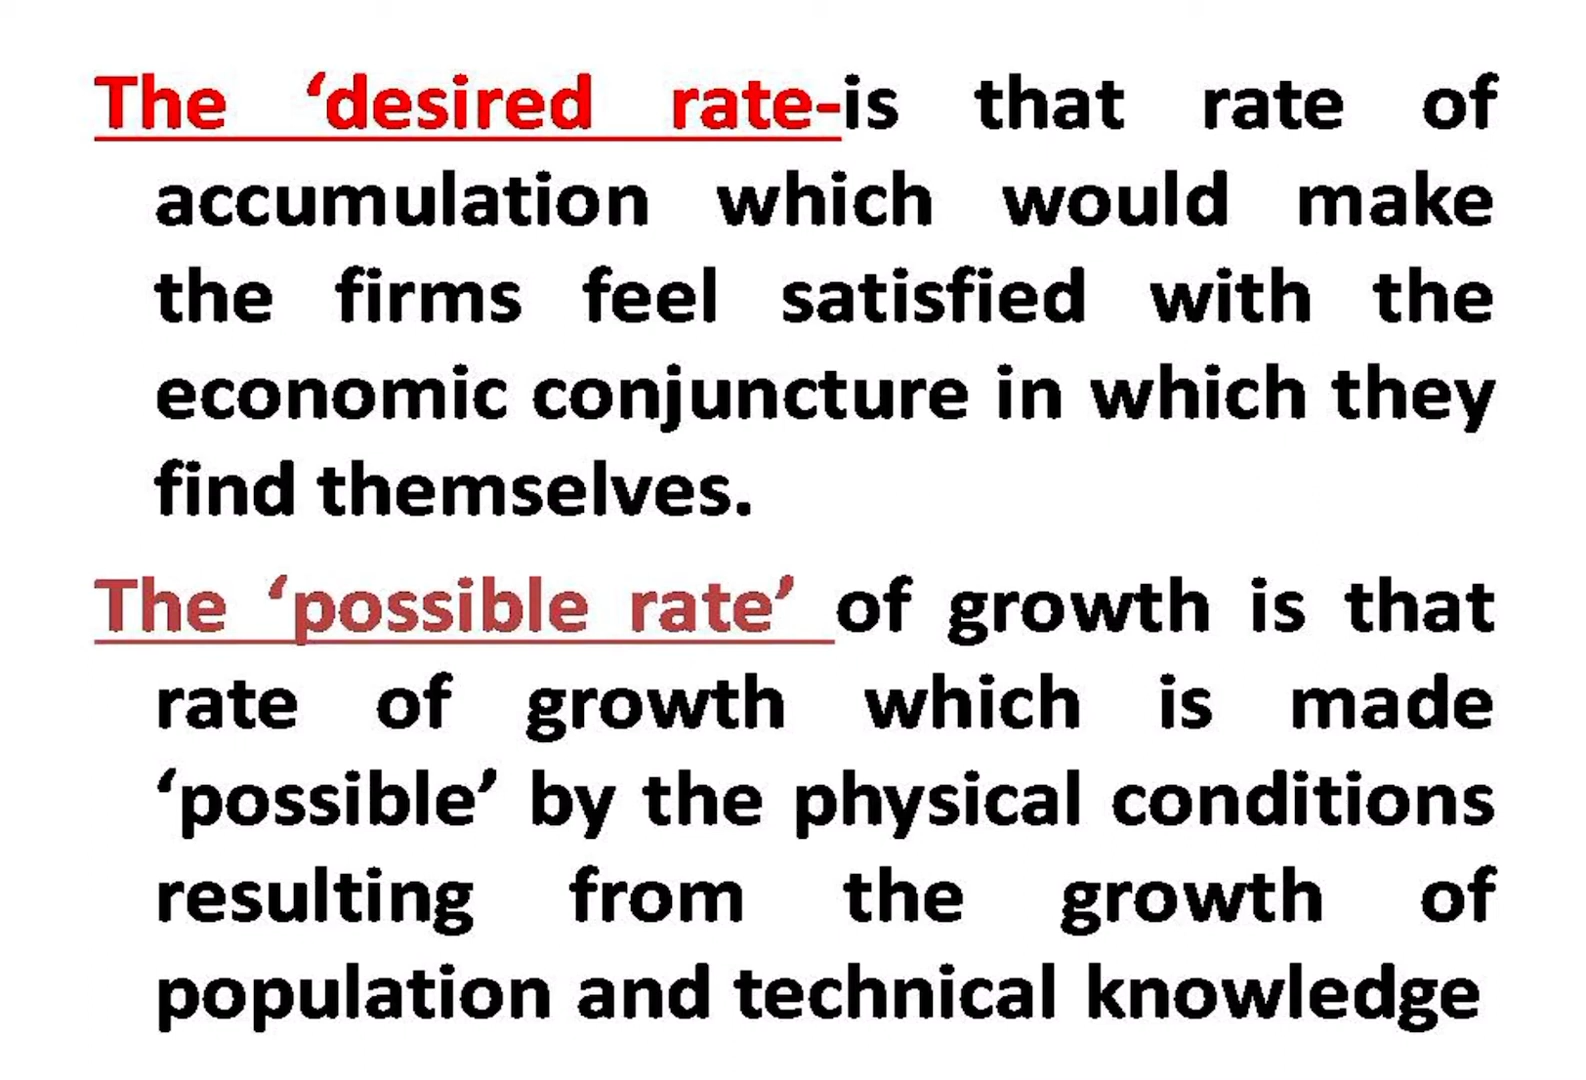 The ‘desired rate-is that rate of
accumulation which would make
the firms feel satisfied with the
economic conjuncture in which they
find themselves.
The ‘possible rate’ of growth is that
rate of growth which is made
‘possible’ by the physical conditions
resulting from the growth of
population and technical knowledge